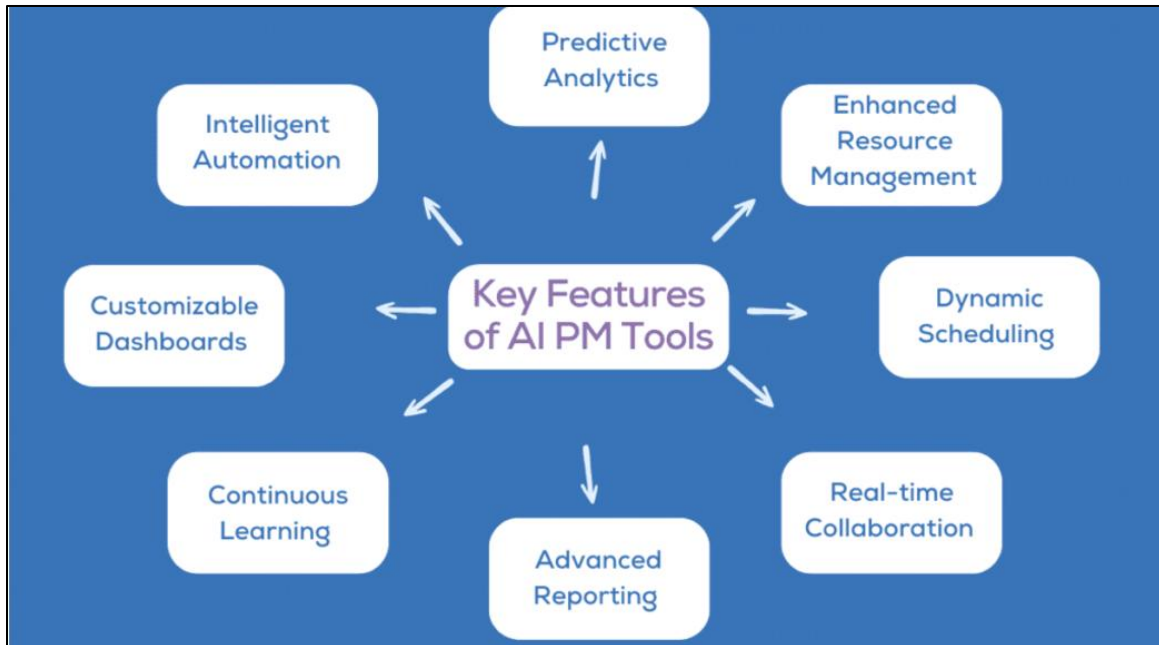 Predictive
Analytics
Intelligent
Automation
Enhanced
Resource
Management
Customizable
Dashboards
Key Features
of AI PM Tools
Dynamic
Scheduling
Continuous
Learning
Real-time
Collaboration
Advanced
Reporting